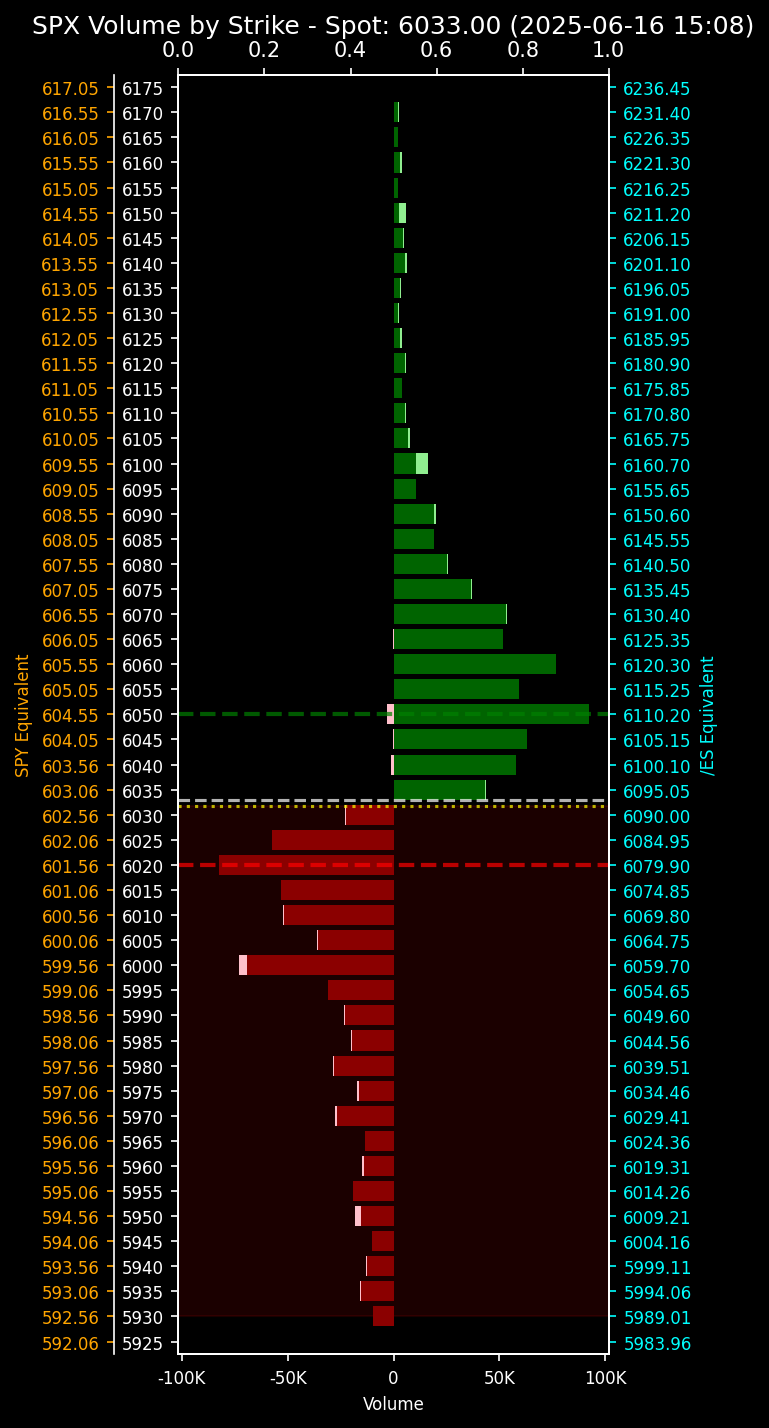 SPX Volume by Strike - Spot: 6033.00 (2025-06-16 15:08)
0.0 0.2 0.4 0.6 0.8 1.0
617.05 6175 6236.45
616.55 6170 6231.40
616.05 6165 6226.35
615.55 6160 6221.30
615.05 6155 6216.25
614.55 6150 6211.20
614.05 6145 6206.15
613.55 6140 6201.10
613.05 6135 6196.05
612.55 6130 6191.00
612.05 6125 6185.95
611.55 6120 6180.90
611.05 6115 6175.85
610.55 6110 6170.80
610.05 6105 6165.75
609.55 6100 6160.70
609.05 6095 6155.65
608.55 6090 6150.60
608.05 6085 6145.55
607.55 6080 6140.50
607.05 6075 6135.45
606.55 6070 6130.40
606.05 6065 6125.35
605.55 6060 6120.30
605.05 6055 6115.25
604.55 6050 6110.20
604.05 6045 6105.15
603.56 6040 6100.10
603.06 6035 6095.05
602.56 6030 6090.00
602.06 6025 6084.95
601.56 6020 6079.90
601.06 6015 6074.85
600.56 6010 6069.80
600.06 6005 6064.75
599.56 6000 6059.70
599.06 5995 6054.65
598.56 5990 6049.60
598.06 5985 6044.56
597.56 5980 6039.51
597.06 5975 6034.46
596.56 5970 6029.41
596.06 5965 6024.36
595.56 5960 6019.31
595.06 5955 6014.26
594.56 5950 6009.21
594.06 5945 6004.16
593.56 5940 5999.11
593.06 5935 5994.06
592.56 5930 5989.01
592.06 5925 5983.96
SPY Equivalent
/ES Equivalent
-100K -50K 0 50K 100K
Volume